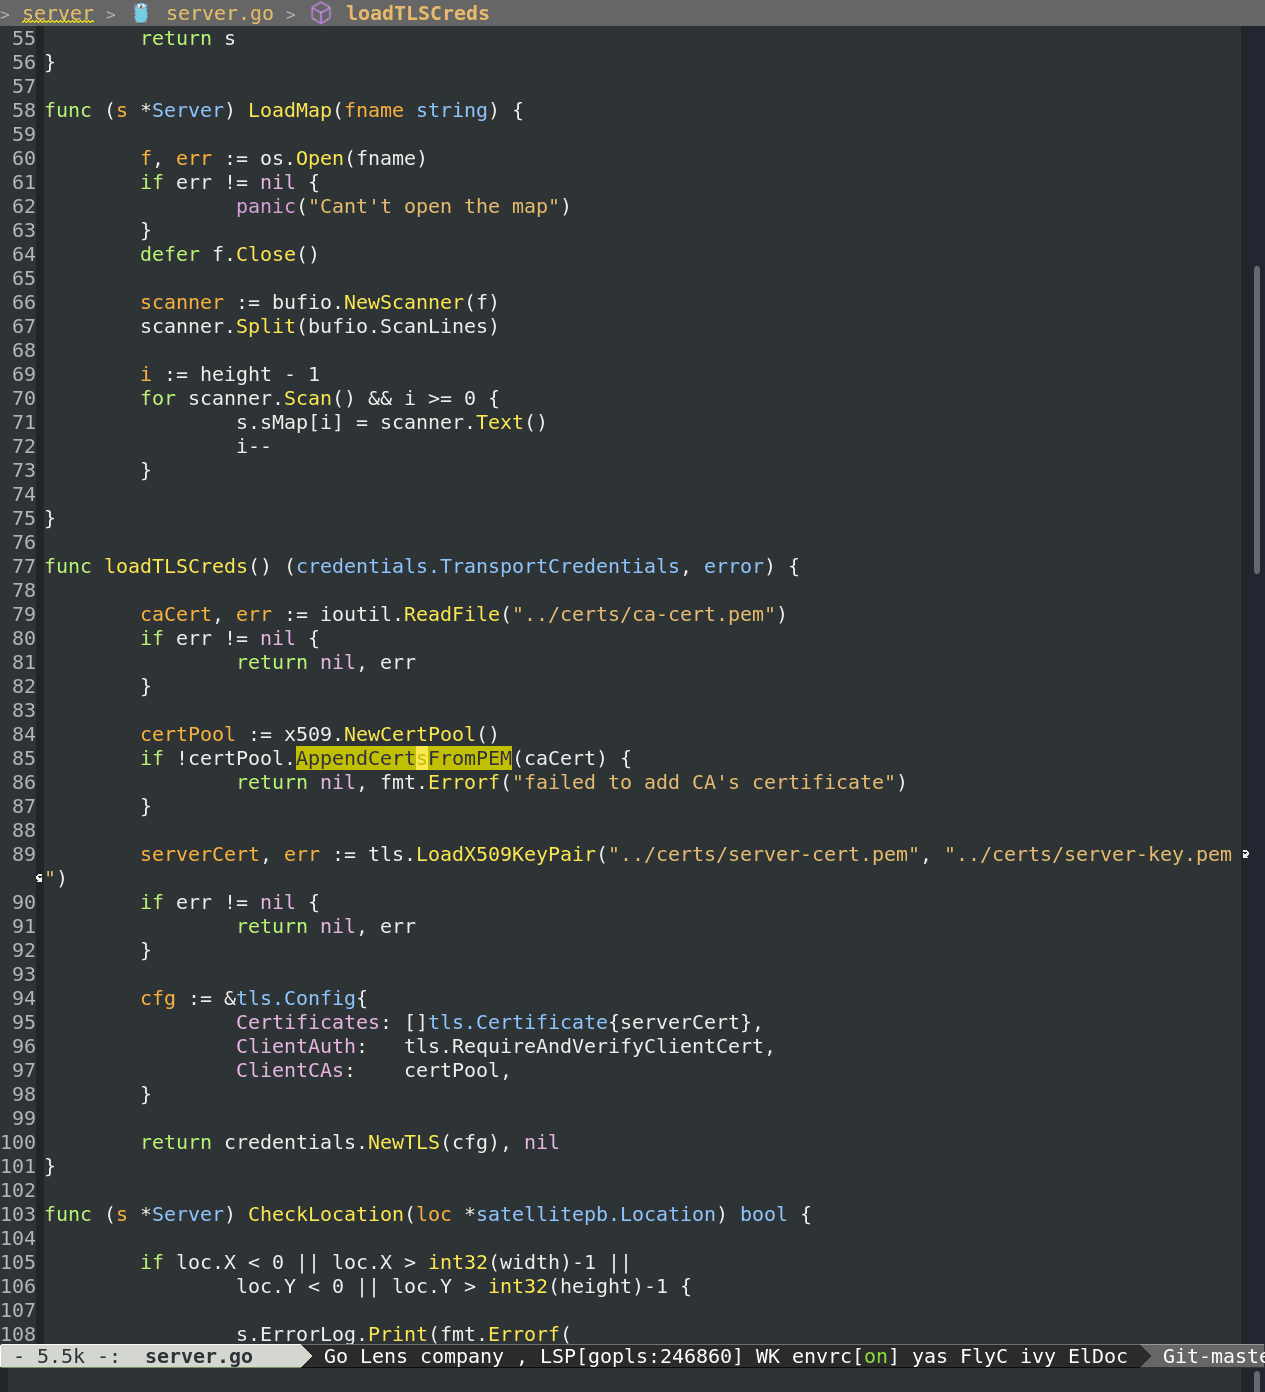 > server > server.go > loadTLSCreds
55 return s
56 }
57
58 func (s *Server) LoadMap(fname string) {
59
60 f, err := os.Open(fname)
61 if err != nil {
62 panic("Cant't open the map")
63 }
64 defer f.Close()
65
66 scanner := bufio.NewScanner(f)
67 scanner.Split(bufio.ScanLines)
68
69 i := height - 1
70 for scanner.Scan() && i >= 0 {
71 s.sMap[i] = scanner.Text()
72 i--
73 }
74
75 }
76
77 func loadTLSCreds() (credentials.TransportCredentials, error) {
78
79 caCert, err := ioutil.ReadFile("../certs/ca-cert.pem")
80 if err != nil {
81 return nil, err
82 }
83
84 certPool := x509.NewCertPool()
85 if !certPool.AppendCertsFromPEM(caCert) {
86 return nil, fmt.Errorf("failed to add CA's certificate")
87 }
88
89 serverCert, err := tls.LoadX509KeyPair("../certs/server-cert.pem", "../certs/server-key.pem
")
90 if err != nil {
91 return nil, err
92 }
93
94 cfg := &tls.Config{
95 Certificates: []tls.Certificate{serverCert},
96 ClientAuth: tls.RequireAndVerifyClientCert,
97 ClientCAs: certPool,
98 }
99
100 return credentials.NewTLS(cfg), nil
101 }
102
103 func (s *Server) CheckLocation(loc *satellitepb.Location) bool {
104
105 if loc.X < 0 || loc.X > int32(width)-1 ||
106 loc.Y < 0 || loc.Y > int32(height)-1 {
107
108 s.ErrorLog.Print(fmt.Errorf(
- 5.5k -: server.go Go Lens company , LSP[gopls:246860] WK envrc[on] yas FlyC ivy ElDoc Git-maste